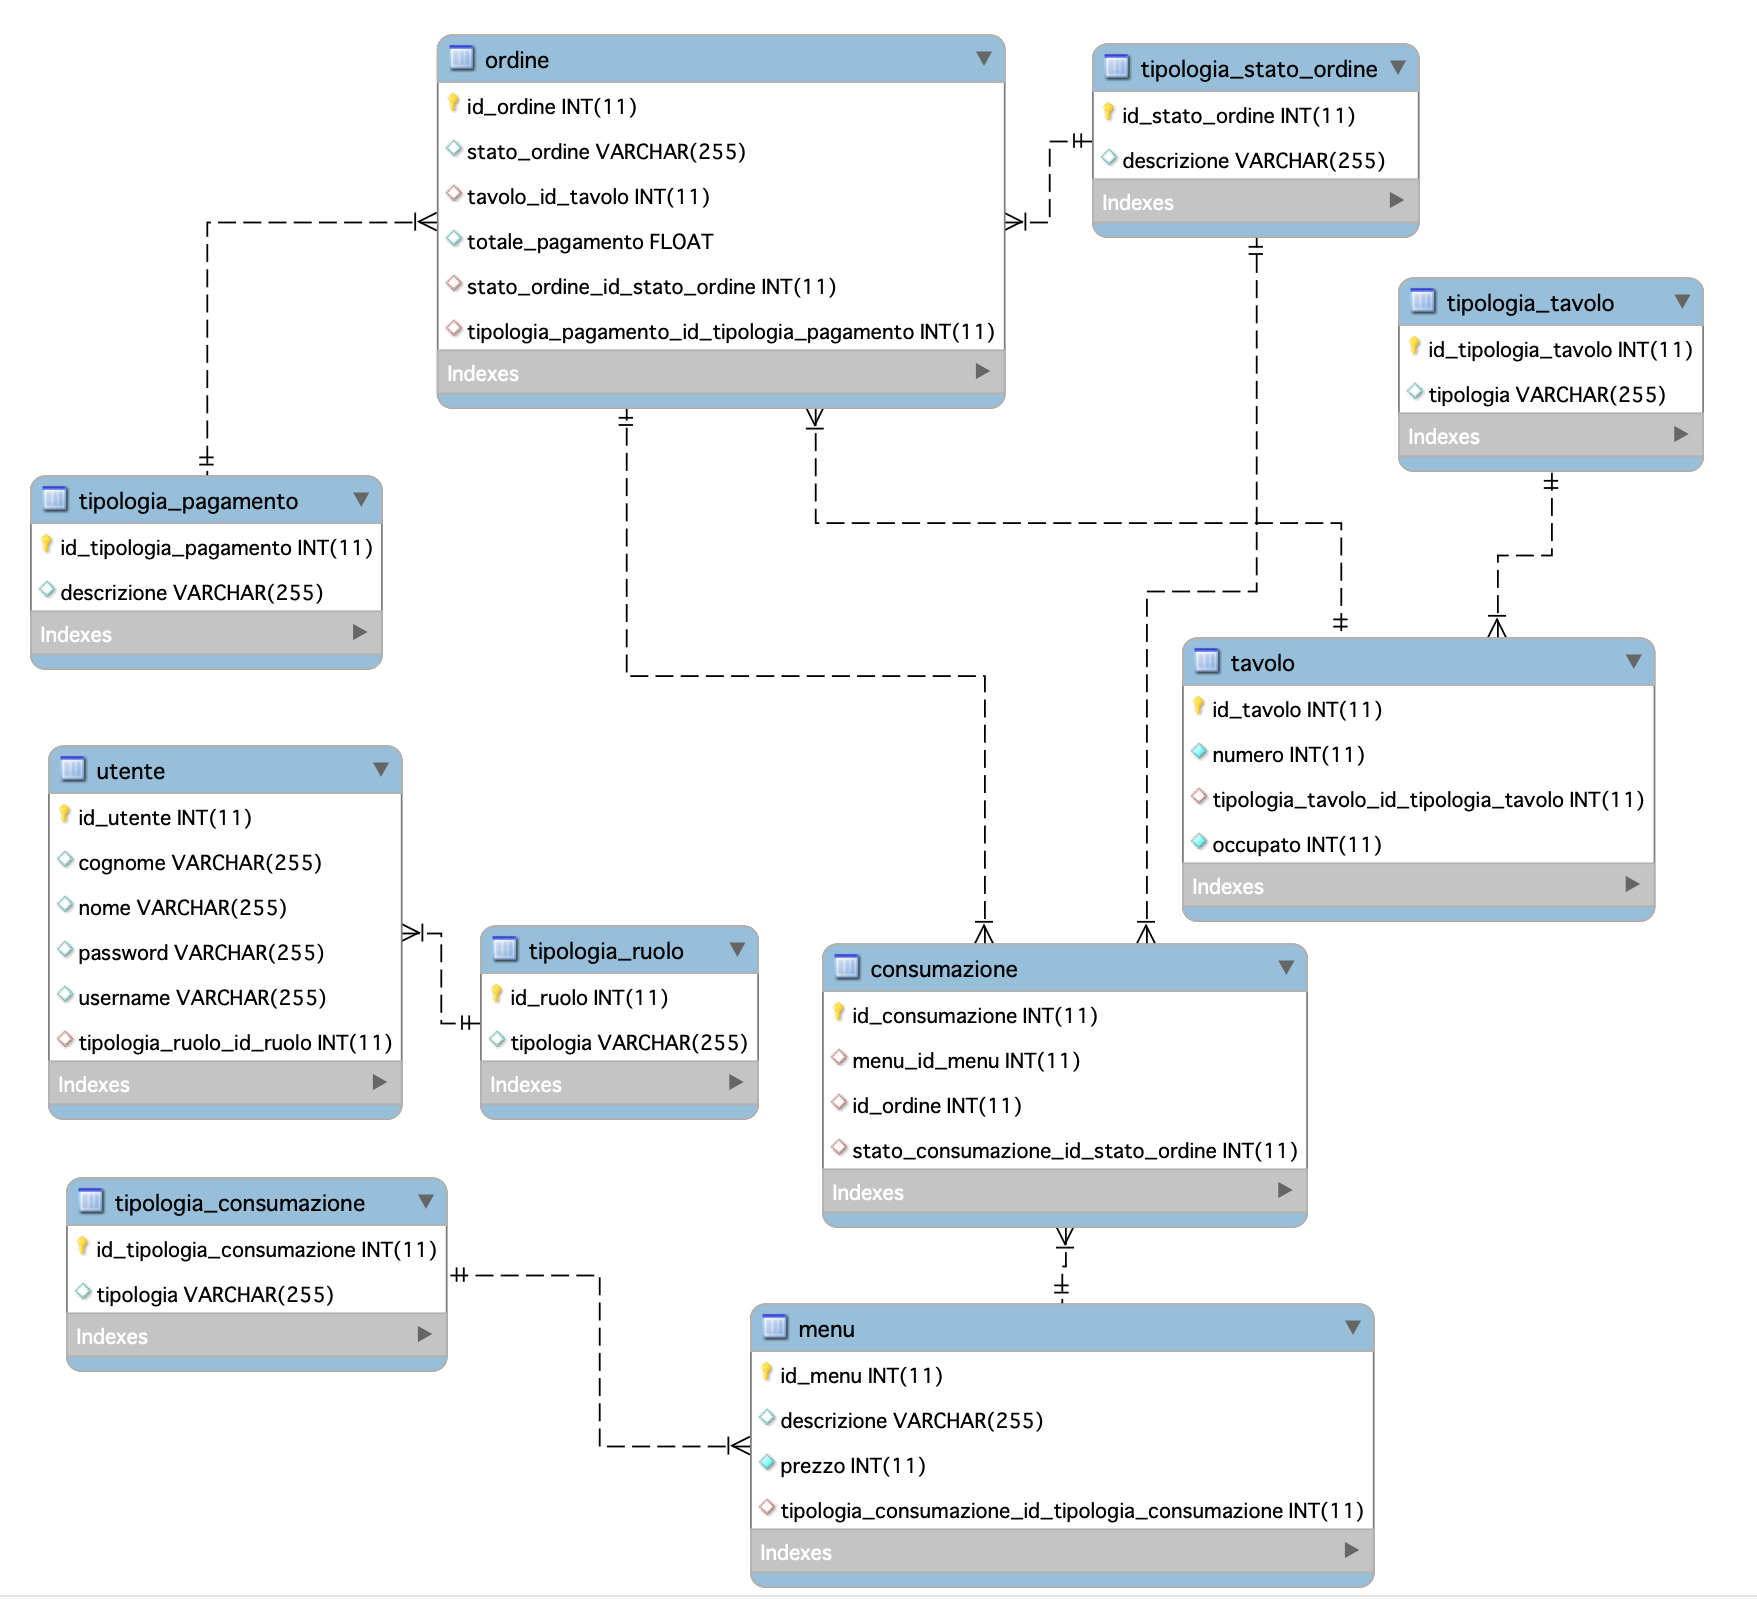 ordine
id_ordine INT(11)
stato_ordine VARCHAR(255)
tavolo_id_tavolo INT(11)
totale_pagamento FLOAT
stato_ordine_id_stato_ordine INT(11)
tipologia_pagamento_id_tipologia_pagamento INT(11)
Indexes
tipologia_stato_ordine
id_stato_ordine INT(11)
descrizione VARCHAR(255)
Indexes
tipologia_tavolo
id_tipologia_tavolo INT(11)
tipologia VARCHAR(255)
Indexes
tipologia_pagamento
id_tipologia_pagamento INT(11)
descrizione VARCHAR(255)
Indexes
tavolo
id_tavolo INT(11)
numero INT(11)
tipologia_tavolo_id_tipologia_tavolo INT(11)
occupato INT(11)
Indexes
utente
id_utente INT(11)
cognome VARCHAR(255)
nome VARCHAR(255)
password VARCHAR(255)
username VARCHAR(255)
tipologia_ruolo_id_ruolo INT(11)
Indexes
tipologia_ruolo
id_ruolo INT(11)
tipologia VARCHAR(255)
Indexes
consumazione
id_consumazione INT(11)
menu_id_menu INT(11)
id_ordine INT(11)
stato_consumazione_id_stato_ordine INT(11)
Indexes
tipologia_consumazione
id_tipologia_consumazione INT(11)
tipologia VARCHAR(255)
Indexes
menu
id_menu INT(11)
descrizione VARCHAR(255)
prezzo INT(11)
tipologia_consumazione_id_tipologia_consumazione INT(11)
Indexes